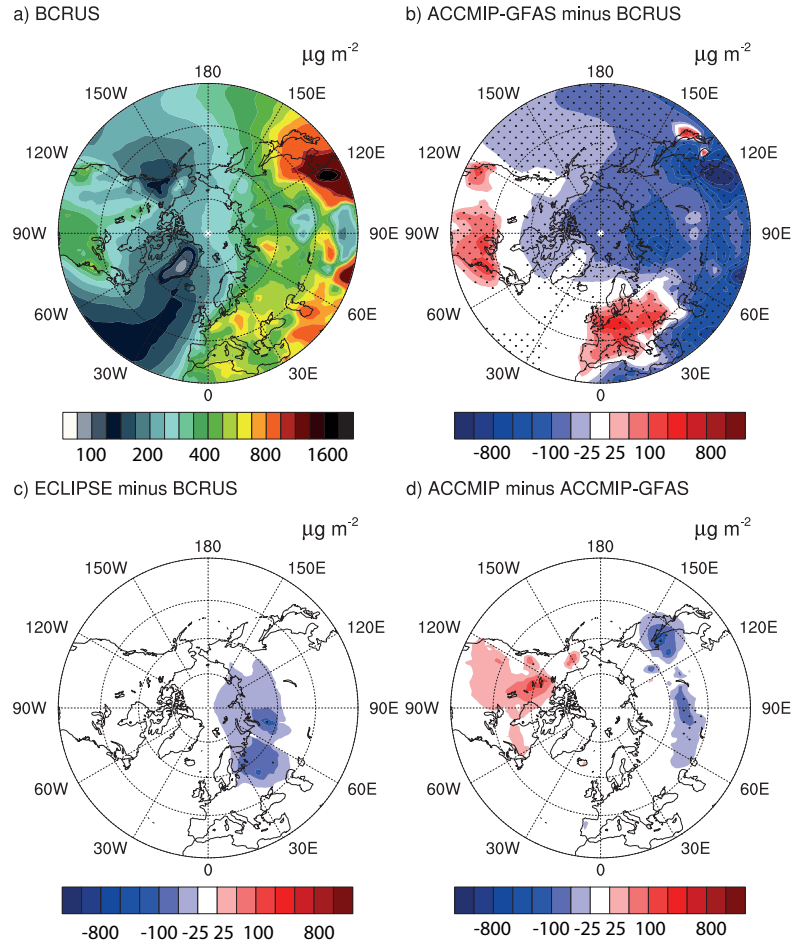 a) BCRUS
b) ACCMIP-GFAS minus BCRUS
μg m-2
μg m-2
180
150W
150E
120W
120E
90W
90E
60W
60E
30W
30E
0
180
150W
150E
120W
120E
90W
90E
60W
60E
30W
30E
0
100 200 400 800 1600
-800 -100 -25 25 100 800
c) ECLIPSE minus BCRUS
d) ACCMIP minus ACCMIP-GFAS
μg m-2
μg m-2
180
150W
150E
120W
120E
90W
90E
60W
60E
30W
30E
0
180
150W
150E
120W
120E
90W
90E
60W
60E
30W
30E
0
-800 -100 -25 25 100 800
-800 -100 -25 25 100 800